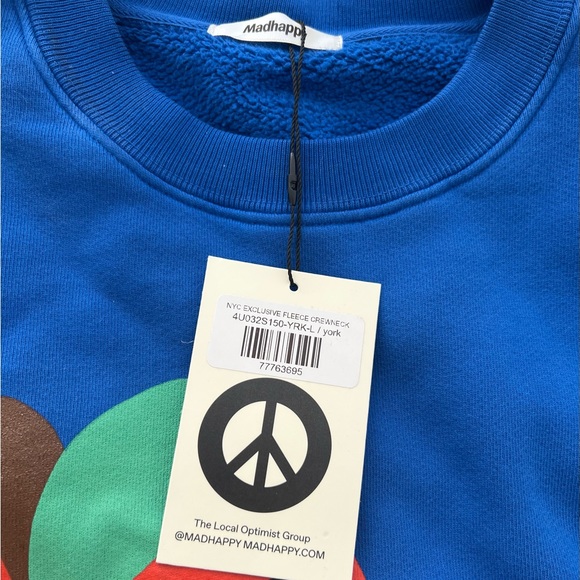 Madhappy
NYC EXCLUSIVE FLEECE CREWNECK
4U032S150-YRK-L / york
77763695
The Local Optimist Group
@MADHAPPY MADHAPPY.COM